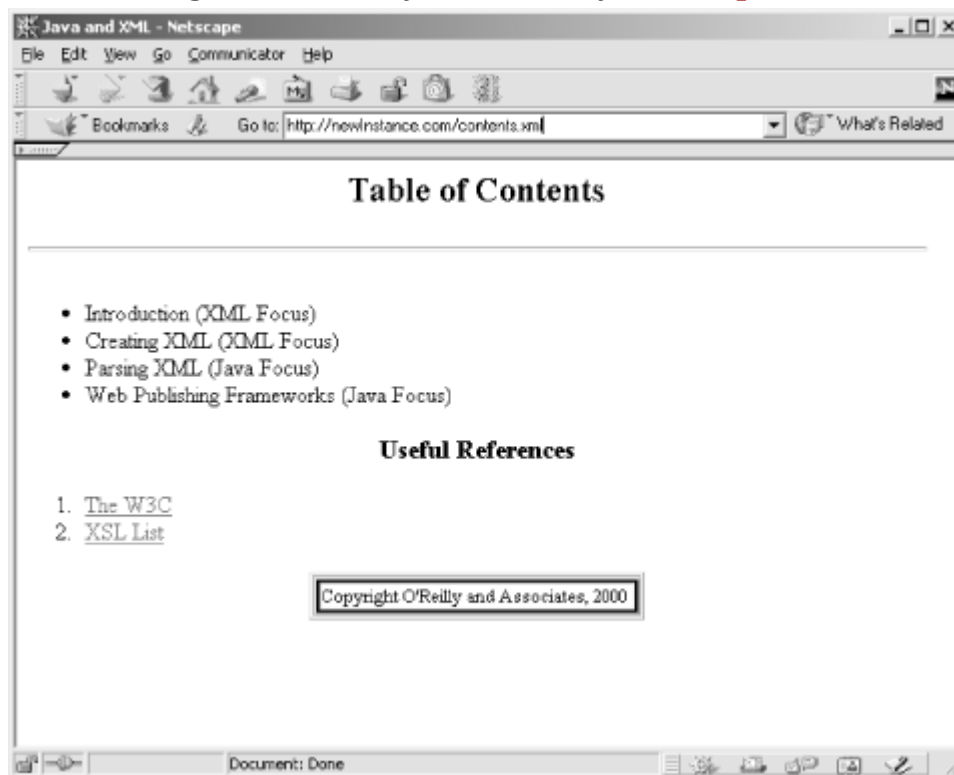 Java and XML - Netscape
File Edit View Go Communicator Help
Bookmarks Go to: http://newInstance.com/contents.xml What's Related
Table of Contents
• Introduction (XML Focus)
• Creating XML (XML Focus)
• Parsing XML (Java Focus)
• Web Publishing Frameworks (Java Focus)
Useful References
1. The W3C
2. XSL List
Copyright O'Reilly and Associates, 2000
Document: Done